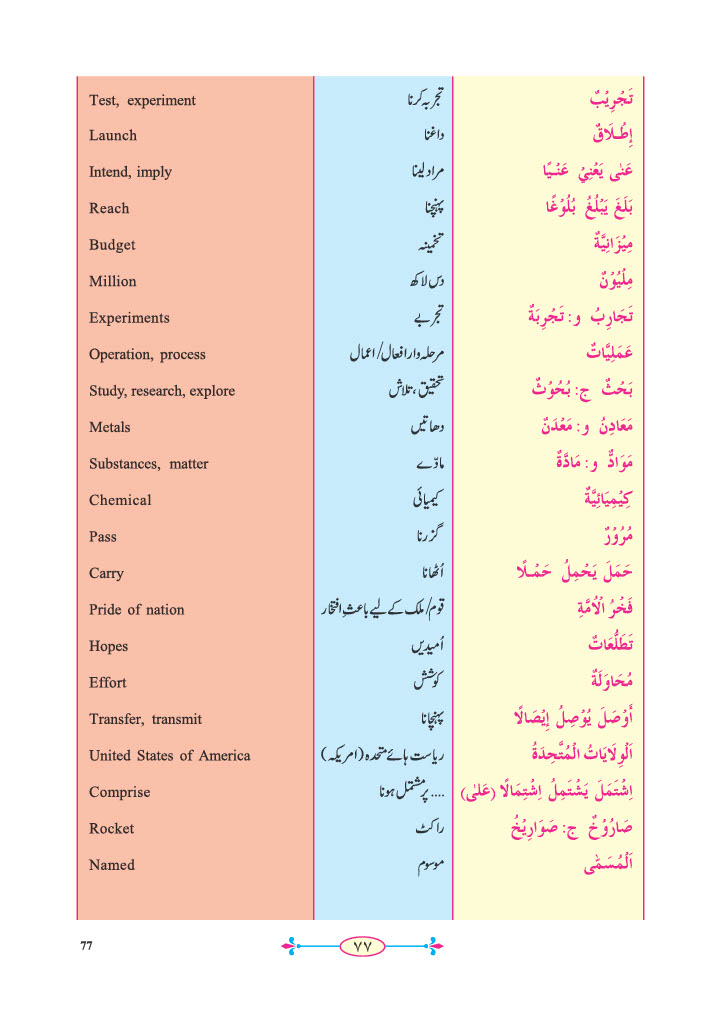 Test, experiment تجربہ کرنا تَجْرِيْبٌ
Launch داغنا إِطْـلَاقٌ
Intend, imply مراد لینا عَنٰى يَعْنِيْ عَنْـيًا
Reach پہنچنا بَلَغَ يَبْلُغُ بُلُوْغًا
Budget تخمینہ مِيْزَانِيَّةٌ
Million دس لاکھ مِلْيُوْنٌ
Experiments تجربے تَجَارِبُ و: تَجْرِبَةٌ
Operation, process مرحلہ وار افعال/اعمال عَمَلِيَّاتٌ
Study, research, explore تحقیق، تلاش بَحْثٌ ج: بُحُوْثٌ
Metals دھاتیں مَعَادِنُ و: مَعْدَنٌ
Substances, matter مادّے مَوَادٌّ و: مَادَّةٌ
Chemical کیمیائی كِيْمِيَائِيَّةٌ
Pass گزرنا مُرُوْرٌ
Carry اُٹھانا حَمَلَ يَحْمِلُ حَمْـلًا
Pride of nation قوم/ملک کے لیے باعثِ افتخار فَخْرُ الْأُمَّةِ
Hopes اُمیدیں تَطَلُّعَاتٌ
Effort کوشش مُحَاوَلَةٌ
Transfer, transmit پہنچانا أَوْصَلَ يُوْصِلُ إِيْصَالًا
United States of America ریاست ہائے متحدہ (امریکہ) اَلْوِلَايَاتُ الْمُتَّحِدَةُ
Comprise .... پر مشتمل ہونا اِشْتَمَلَ يَشْتَمِلُ اِشْتِمَالًا (عَلٰى)
Rocket راکٹ صَارُوْخٌ ج: صَوَارِيْخُ
Named موسوم اَلْمُسَمّٰى
77 ٧٧